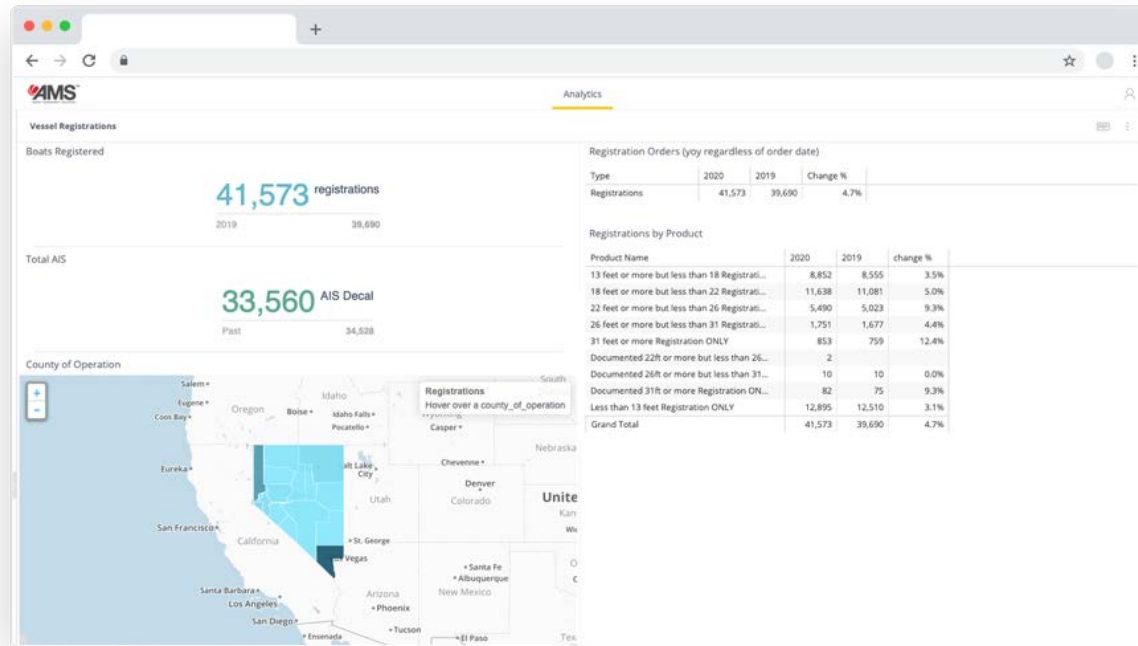 AMS
Analytics
Vessel Registrations
Boats Registered
41,573 registrations
2019 39,690
Total AIS
33,560 AIS Decal
Past 34,528
County of Operation
+
-
Registrations
Hover over a county_of_operation
Salem
Eugene
Coos Bay
Oregon
Idaho
Boise
Idaho Falls
Pocatello
South
Wyoming
Casper
Nebraska
Eureka
alt Lake
City
Cheyenne
Utah
Denver
Colorado
Unite
Kan
San Francisco
California
St. George
Vegas
Santa Fe
Albuquerque
New Mexico
Santa Barbara
Los Angeles
Arizona
Phoenix
San Diego
Tucson
Ensenada
El Paso
Tex
Registration Orders (yoy regardless of order date)
Type 2020 2019 Change %
Registrations 41,573 39,690 4.7%
Registrations by Product
Product Name 2020 2019 change %
13 feet or more but less than 18 Registrati... 8,852 8,555 3.5%
18 feet or more but less than 22 Registrati... 11,638 11,081 5.0%
22 feet or more but less than 26 Registrati... 5,490 5,023 9.3%
26 feet or more but less than 31 Registrati... 1,751 1,677 4.4%
31 feet or more Registration ONLY 853 759 12.4%
Documented 22ft or more but less than 26... 2
Documented 26ft or more but less than 31... 10 10 0.0%
Documented 31ft or more Registration ON... 82 75 9.3%
Less than 13 feet Registration ONLY 12,895 12,510 3.1%
Grand Total 41,573 39,690 4.7%